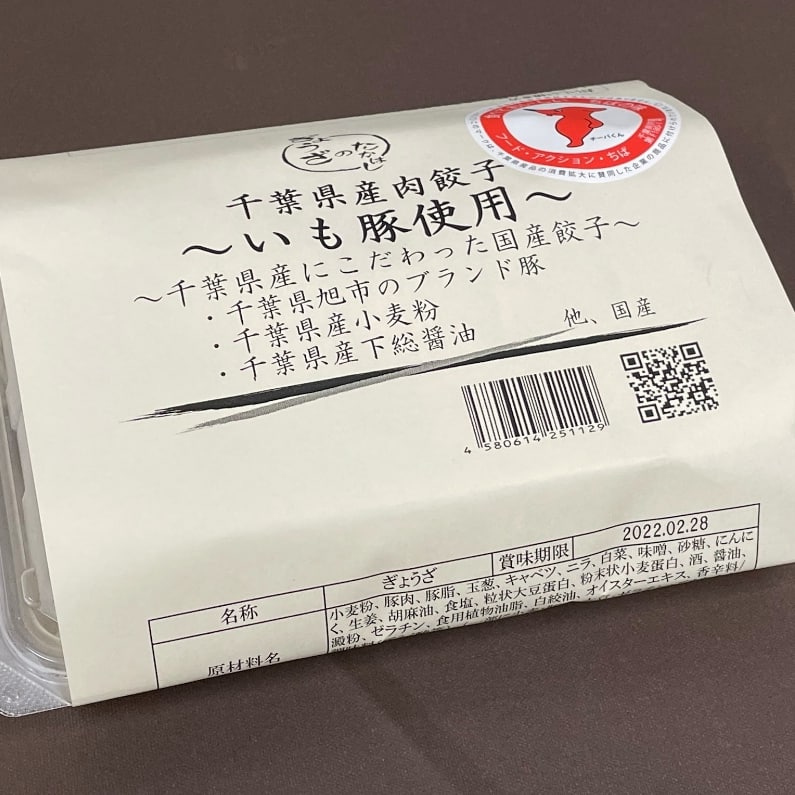 たかはし
の
ぎょうざ
チーバくん
フード・アクション・ちば
千葉県産肉餃子
～いも豚使用～
～千葉県産にこだわった国産餃子～
・千葉県旭市のブランド豚
・千葉県産小麦粉
・千葉県産下総醤油 他、国産
4 580614 251129
名称 ぎょうざ 賞味期限 2022.02.28
原材料名 小麦粉、豚肉、豚脂、玉葱、キャベツ、ニラ、白菜、味噌、砂糖、にんに
く、生姜、胡麻油、食塩、粒状大豆蛋白、粉末状小麦蛋白、酒、醤油、
澱粉、ゼラチン、食用植物油脂、白絞油、オイスターエキス、香辛料/